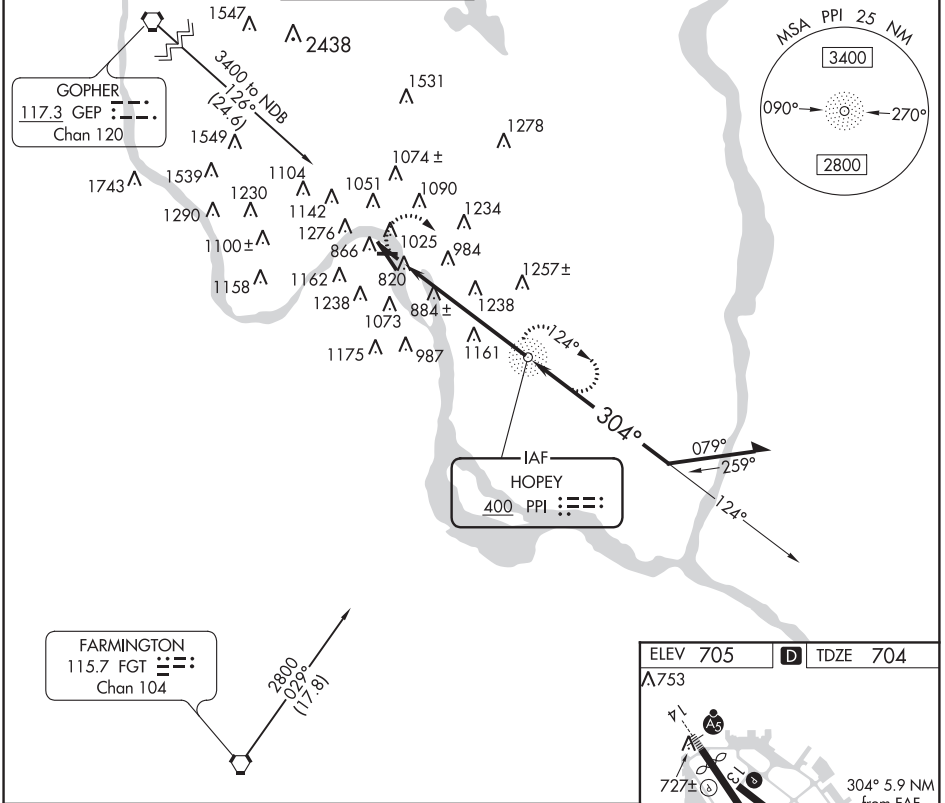 1547
2438
GOPHER
117.3 GEP
Chan 120
3400 to NDB
126°
(24.6)
1531
1278
1549
1743
1539
1104
1074 ±
1290
1230
1142
1051
1090
1276
1234
1100 ±
866
1025
984
1158
1162
820
1257 ±
1238
884 ±
1238
1073
1175
987
1161
124°
304°
079°
259°
124°
IAF
HOPEY
400 PPI
MSA PPI 25 NM
3400
090°
270°
2800
FARMINGTON
115.7 FGT
Chan 104
2800
029°
(17.8)
ELEV 705 D TDZE 704
753
14
A5
727±
P
13
P
304° 5.9 NM
from FAF